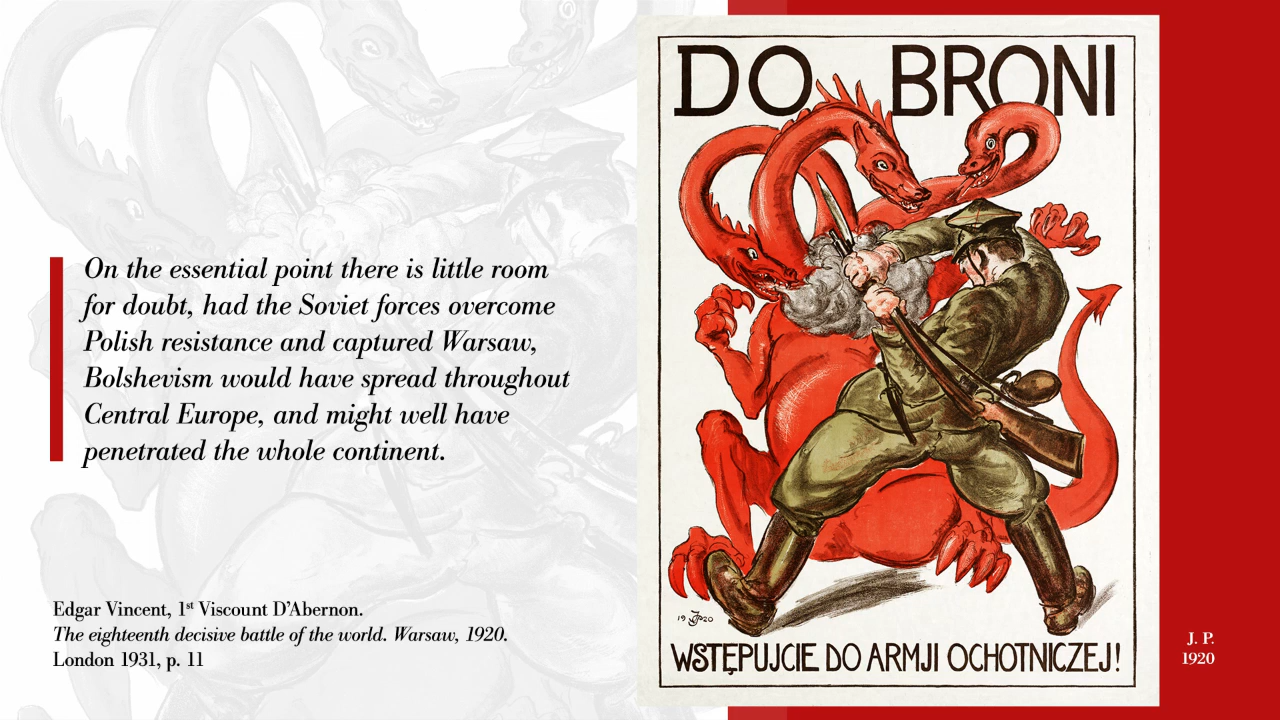 On the essential point there is little room
for doubt, had the Soviet forces overcome
Polish resistance and captured Warsaw,
Bolshevism would have spread throughout
Central Europe, and might well have
penetrated the whole continent.
Edgar Vincent, 1st Viscount D'Abernon.
The eighteenth decisive battle of the world. Warsaw, 1920.
London 1931, p. 11
DO BRONI
19 JP 20
WSTĘPUJCIE DO ARMJI OCHOTNICZEJ!
J. P.
1920